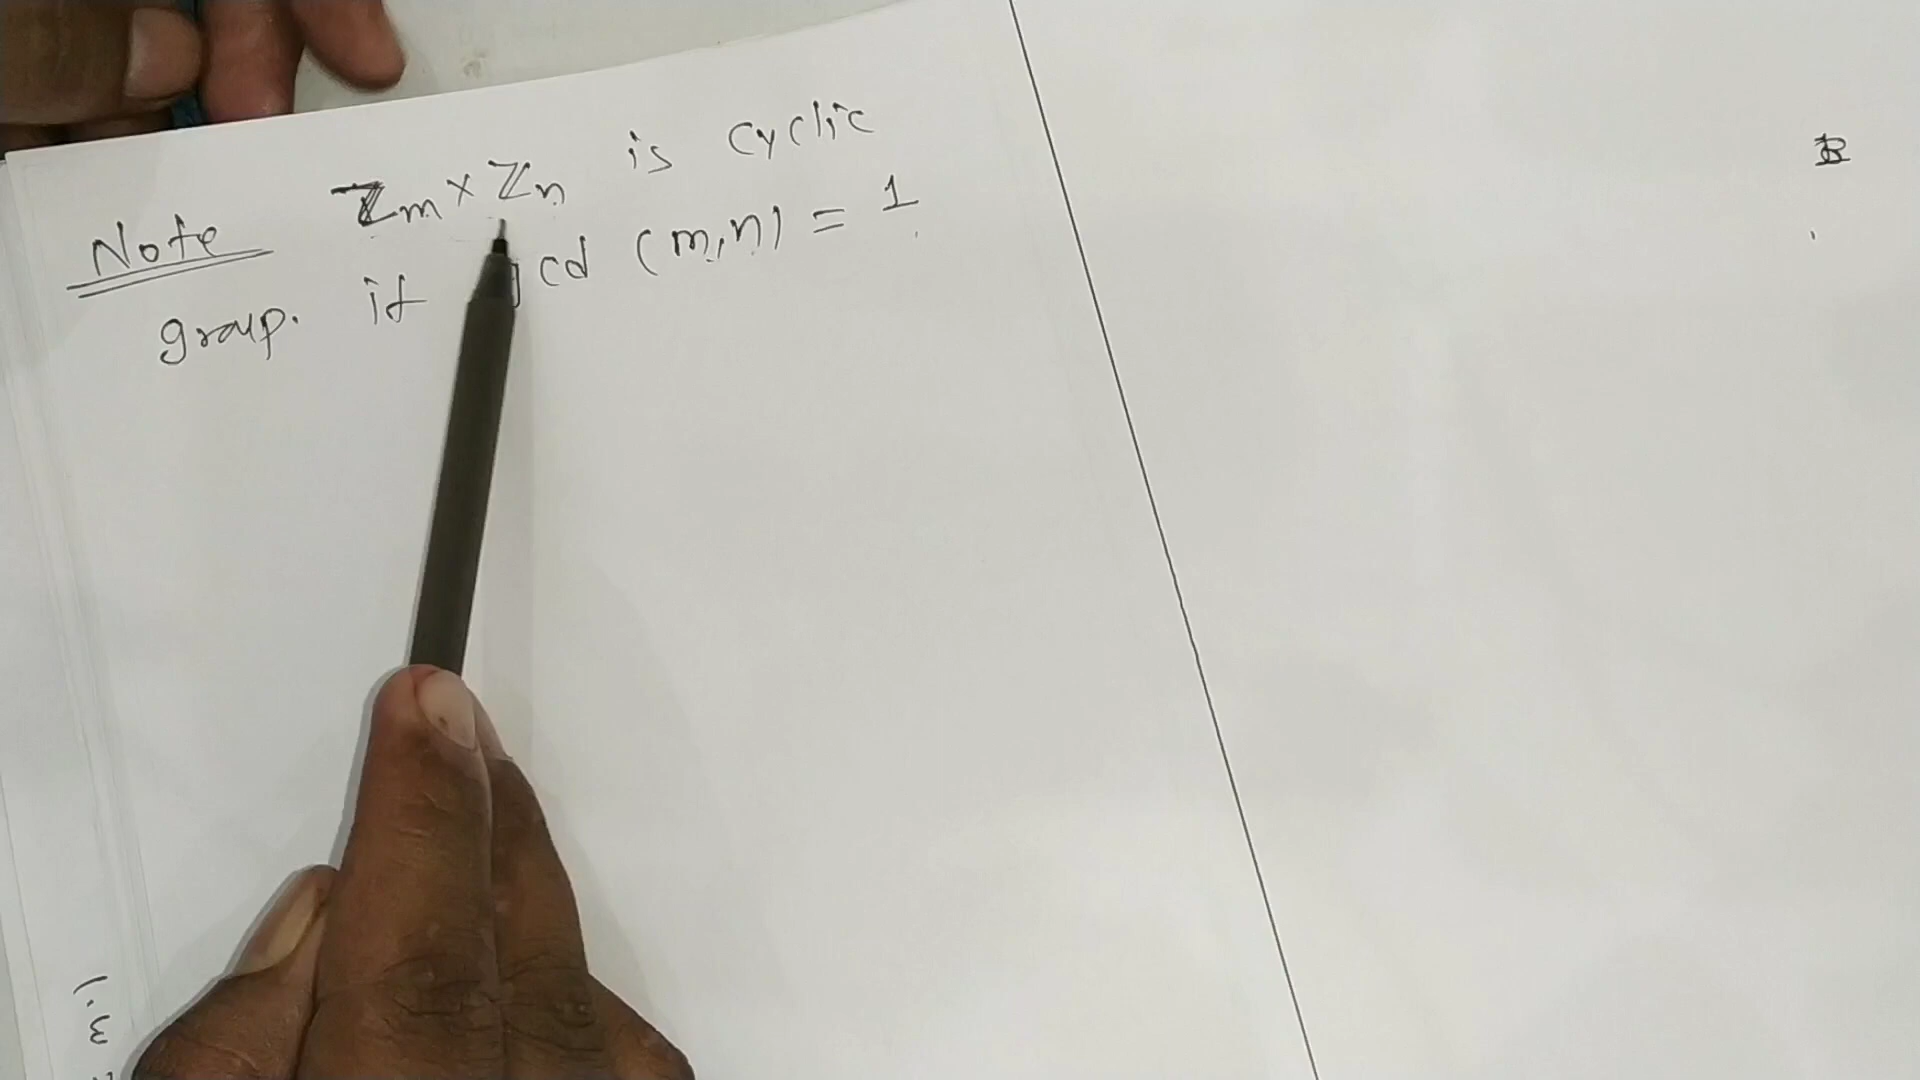 Note Zm × Zn is cyclic
group. if gcd (m,n) = 1